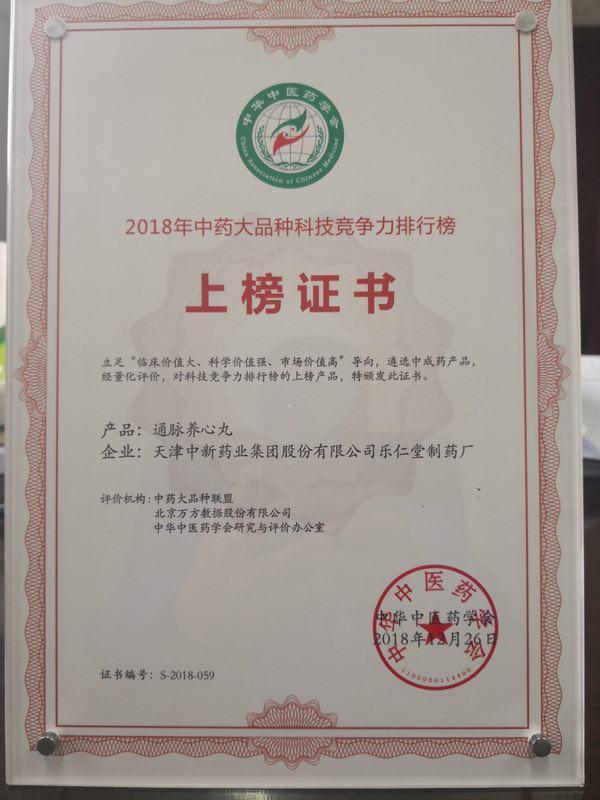 中华中医药学会
China Association of Chinese Medicine
2018年中药大品种科技竞争力排行榜
上榜证书
立足“临床价值大、科学价值强、市场价值高”导向，遴选中成药产品，
经量化评价，对科技竞争力排行榜的上榜产品，特颁发此证书。
产品：通脉养心丸
企业：天津中新药业集团股份有限公司乐仁堂制药厂
评价机构：中药大品种联盟
北京万方数据股份有限公司
中华中医药学会研究与评价办公室
中华中医药学会
中华中医药学会
2018年12月26日
1100000114400
证书编号：S-2018-059